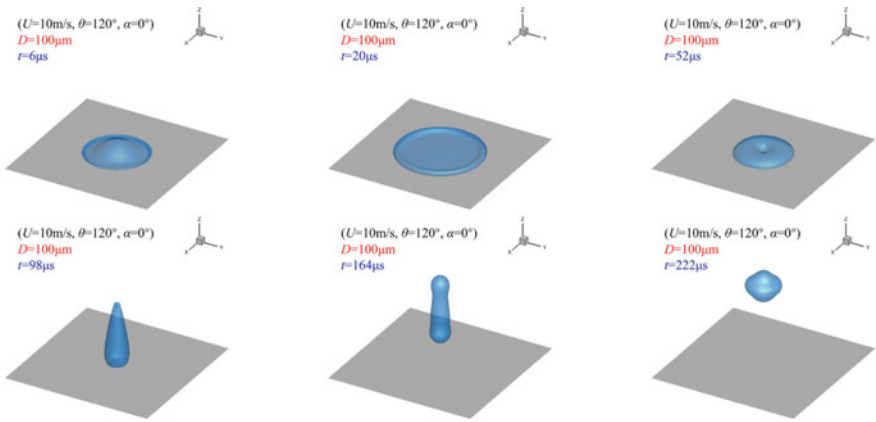 (U=10m/s, θ=120°, α=0°)
D=100μm
t=6μs
Z
X
Y
(U=10m/s, θ=120°, α=0°)
D=100μm
t=20μs
Z
X
Y
(U=10m/s, θ=120°, α=0°)
D=100μm
t=52μs
Z
X
Y
(U=10m/s, θ=120°, α=0°)
D=100μm
t=98μs
Z
X
Y
(U=10m/s, θ=120°, α=0°)
D=100μm
t=164μs
Z
X
Y
(U=10m/s, θ=120°, α=0°)
D=100μm
t=222μs
Z
X
Y